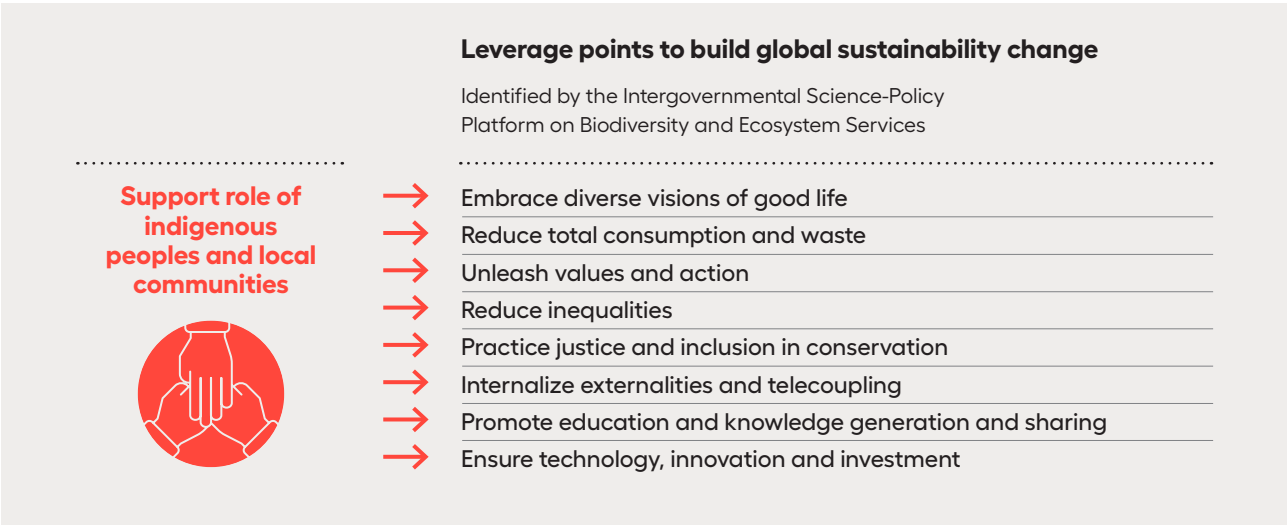 Leverage points to build global sustainability change
Identified by the Intergovernmental Science-Policy
Platform on Biodiversity and Ecosystem Services
Support role of
indigenous
peoples and local
communities
Embrace diverse visions of good life
Reduce total consumption and waste
Unleash values and action
Reduce inequalities
Practice justice and inclusion in conservation
Internalize externalities and telecoupling
Promote education and knowledge generation and sharing
Ensure technology, innovation and investment